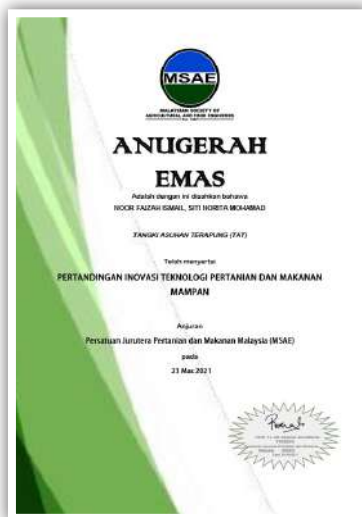 MSAE
MALAYSIAN SOCIETY OF
AGRICULTURAL AND FOOD ENGINEERS
ANUGERAH
EMAS
Adalah dengan ini disahkan bahawa
NOOR FAIZAH ISMAIL, SITI NORITA MOHAMAD
TANGKI ASUHAN TERAPUNG (TAT)
Telah menyertai
PERTANDINGAN INOVASI TEKNOLOGI PERTANIAN DAN MAKANAN
MAMPAN
Anjuran
Persatuan Jurutera Pertanian dan Makanan Malaysia (MSAE)
pada
23 Mac 2021